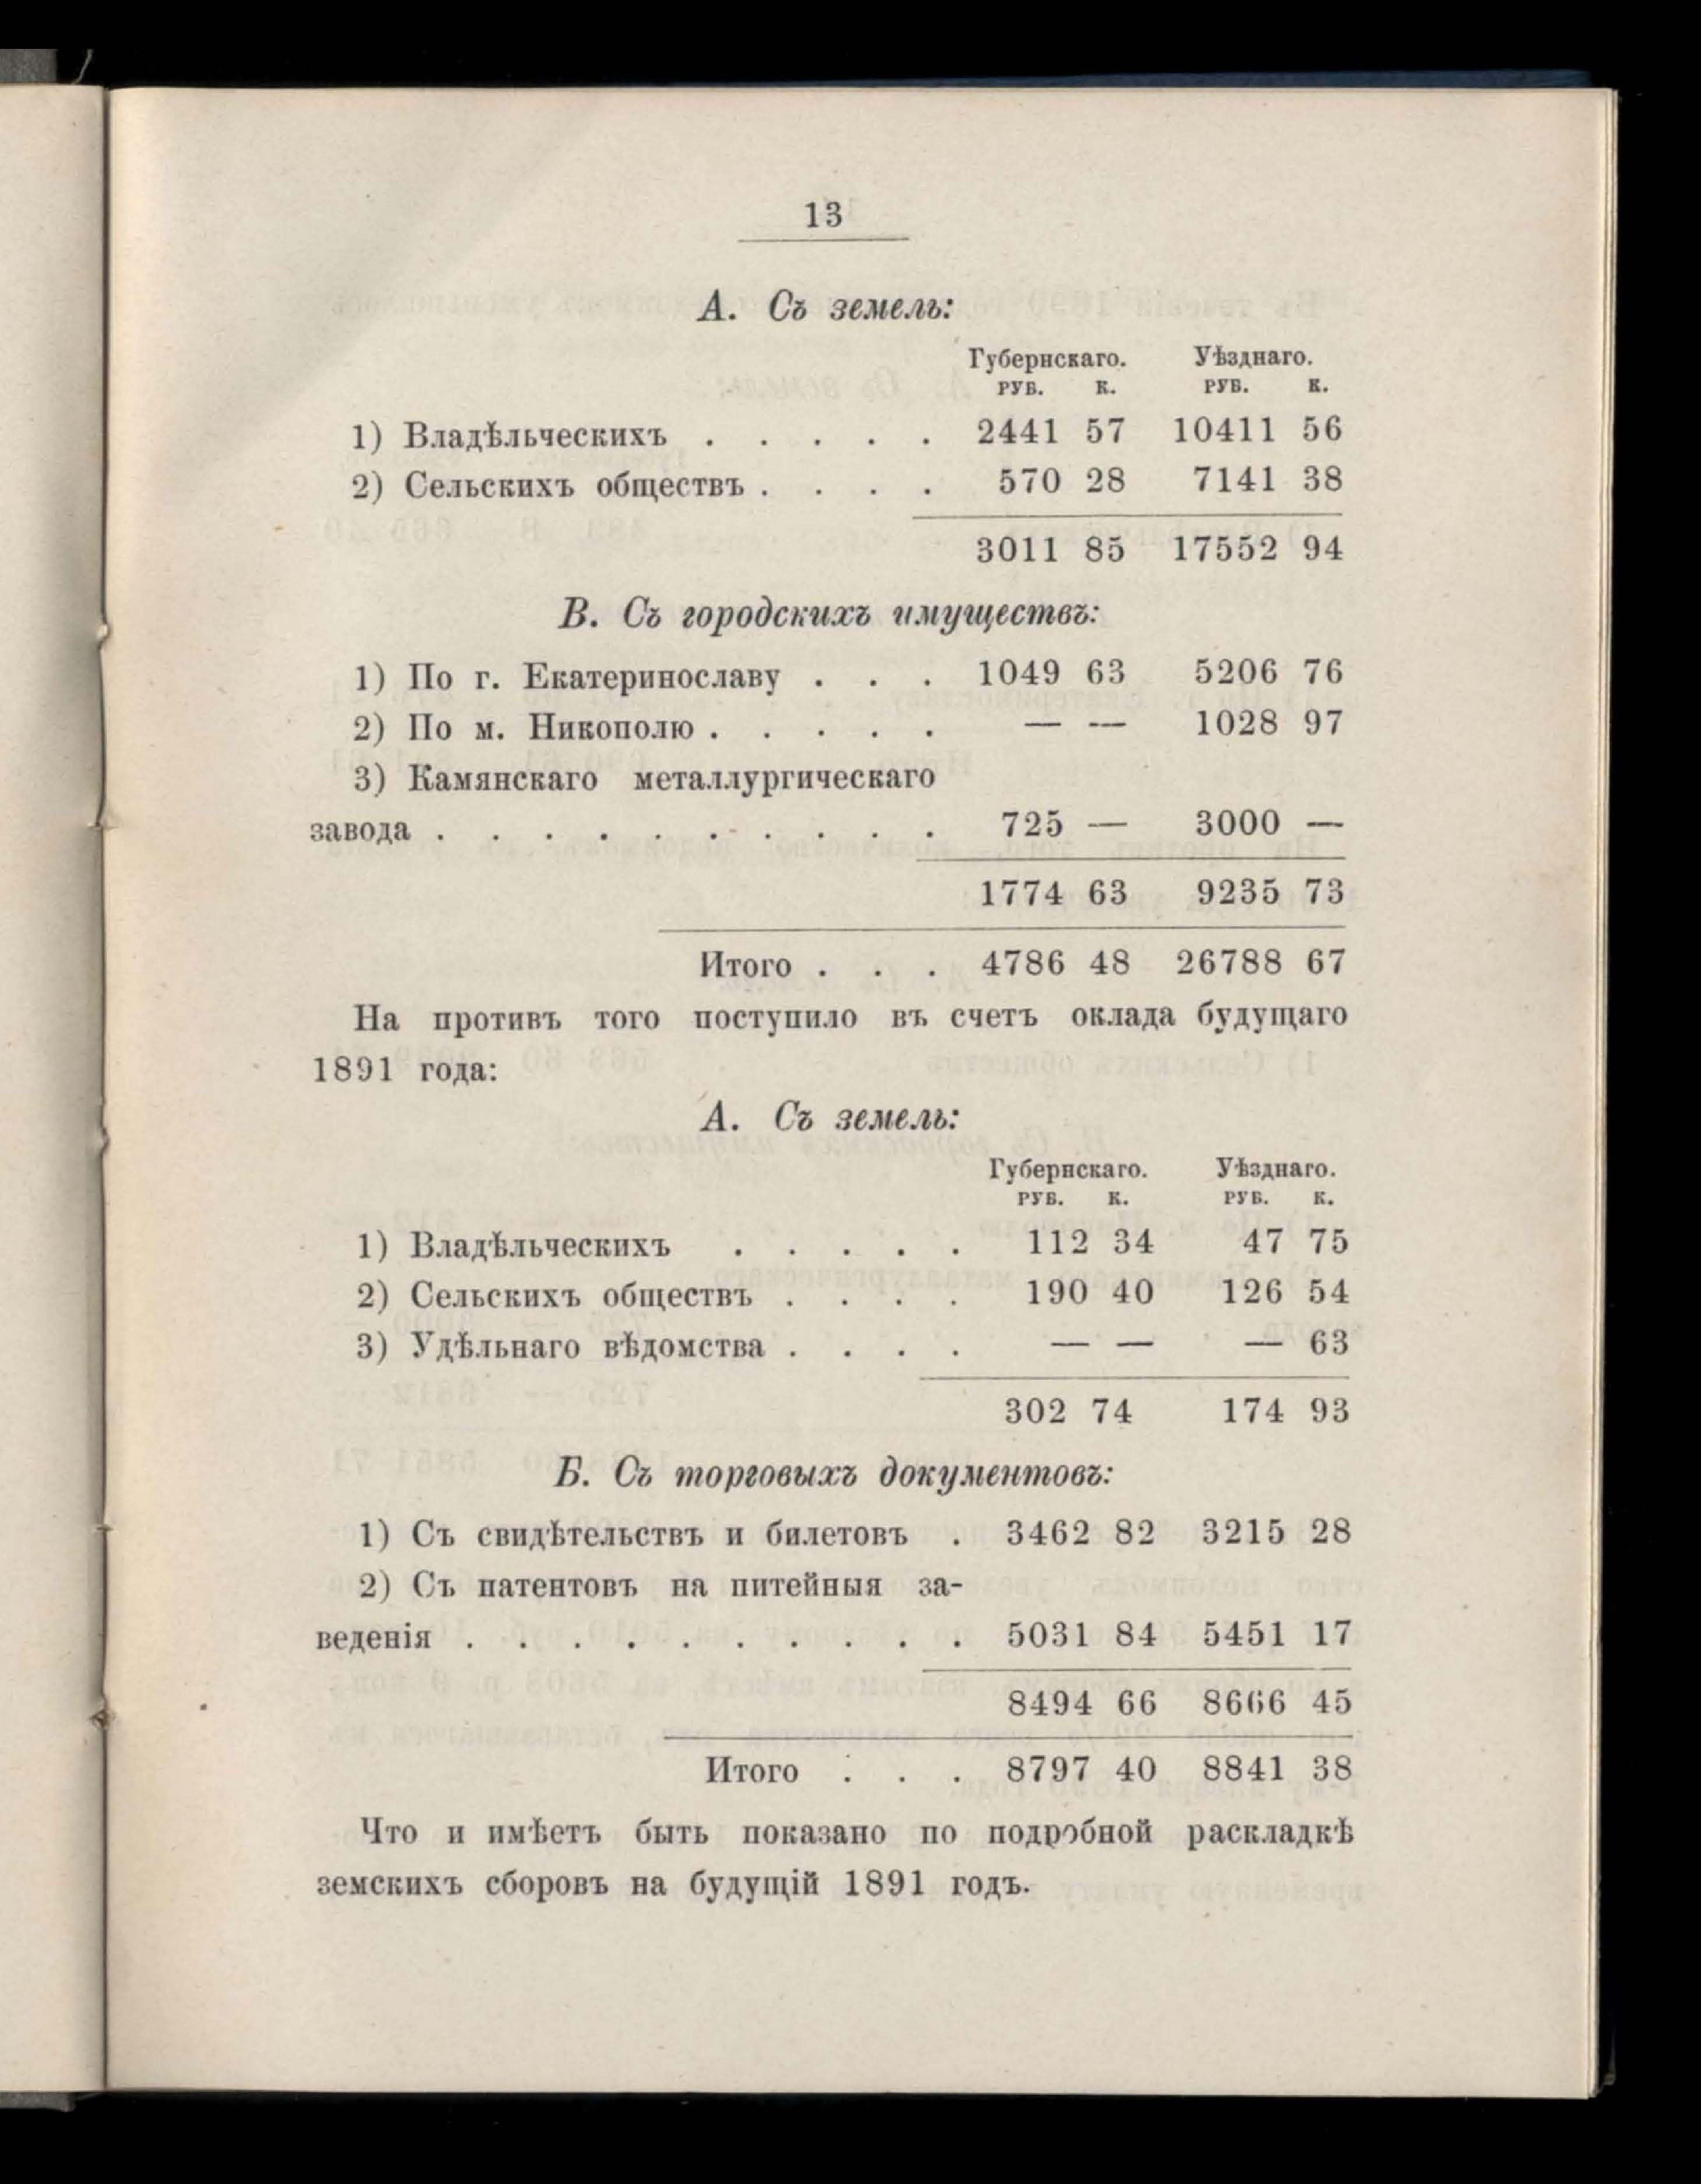 13
А. Съ земель:
Губернскаго. Уѣзднаго.
РУБ. К. РУБ. К.
1) Владѣльческихъ . . . . . 2441 57 10411 56
2) Сельскихъ обществъ . . . . 570 28 7141 38
3011 85 17552 94
В. Съ городскихъ имуществъ:
1) По г. Екатеринославу . . . 1049 63 5206 76
2) По м. Никополю . . . . . — — 1028 97
3) Камянскаго металлургическаго
завода . . . . . . . . . . 725 — 3000 —
1774 63 9235 73
Итого . . . 4786 48 26788 67
На противъ того поступило въ счетъ оклада будущаго
1891 года:
А. Съ земель:
Губернскаго. Уѣзднаго.
РУБ. К. РУБ. К.
1) Владѣльческихъ . . . . . 112 34 47 75
2) Сельскихъ обществъ . . . . 190 40 126 54
3) Удѣльнаго вѣдомства . . . . — — — 63
302 74 174 93
Б. Съ торговыхъ документовъ:
1) Съ свидѣтельствъ и билетовъ . 3462 82 3215 28
2) Съ патентовъ на питейныя за-
веденія . . . . . . . . . . 5031 84 5451 17
8494 66 8666 45
Итого . . . 8797 40 8841 38
Что и имѣетъ быть показано по подробной раскладкѣ
земскихъ сборовъ на будущій 1891 годъ.